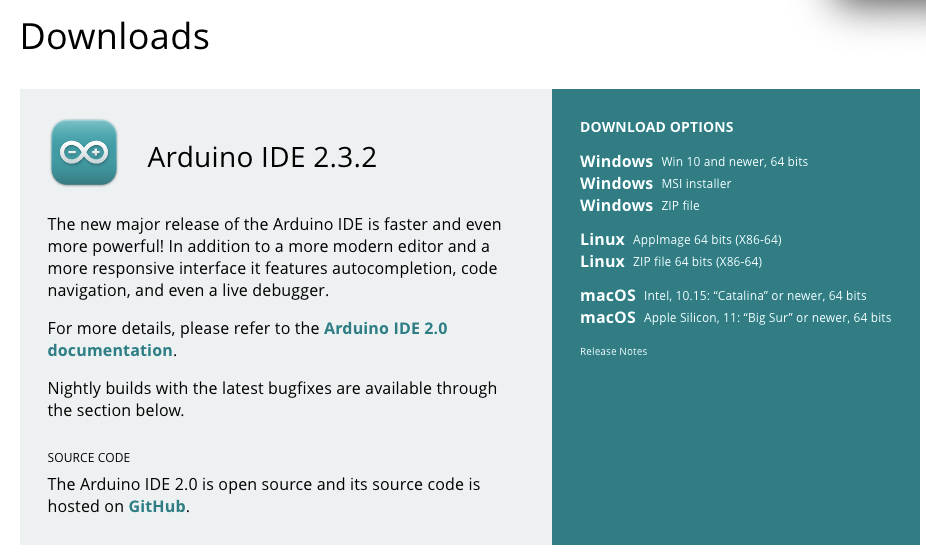 Downloads
Arduino IDE 2.3.2
The new major release of the Arduino IDE is faster and even
more powerful! In addition to a more modern editor and a
more responsive interface it features autocompletion, code
navigation, and even a live debugger.
For more details, please refer to the Arduino IDE 2.0
documentation.
Nightly builds with the latest bugfixes are available through
the section below.
SOURCE CODE
The Arduino IDE 2.0 is open source and its source code is
hosted on GitHub.
DOWNLOAD OPTIONS
Windows Win 10 and newer, 64 bits
Windows MSI installer
Windows ZIP file
Linux AppImage 64 bits (X86-64)
Linux ZIP file 64 bits (X86-64)
macOS Intel, 10.15: “Catalina” or newer, 64 bits
macOS Apple Silicon, 11: “Big Sur” or newer, 64 bits
Release Notes